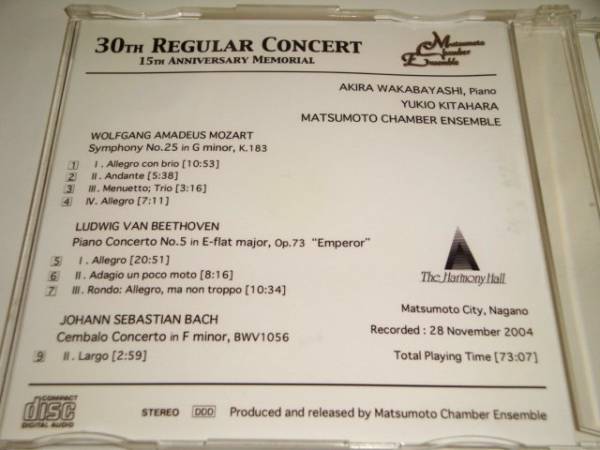 30TH REGULAR CONCERT
15TH ANNIVERSARY MEMORIAL
Matsumoto
Chamber
Ensemble
AKIRA WAKABAYASHI, Piano
YUKIO KITAHARA
MATSUMOTO CHAMBER ENSEMBLE
WOLFGANG AMADEUS MOZART
Symphony No.25 in G minor, K.183
1 I. Allegro con brio [10:53]
2 II. Andante [5:38]
3 III. Menuetto; Trio [3:16]
4 IV. Allegro [7:11]
LUDWIG VAN BEETHOVEN
Piano Concerto No.5 in E-flat major, Op.73 "Emperor"
5 I. Allegro [20:51]
6 II. Adagio un poco moto [8:16]
7 III. Rondo: Allegro, ma non troppo [10:34]
JOHANN SEBASTIAN BACH
Cembalo Concerto in F minor, BWV1056
9 II. Largo [2:59]
The Harmony Hall
Matsumoto City, Nagano
Recorded : 28 November 2004
Total Playing Time [73:07]
COMPACT
disc
DIGITAL AUDIO
STEREO DDD Produced and released by Matsumoto Chamber Ensemble